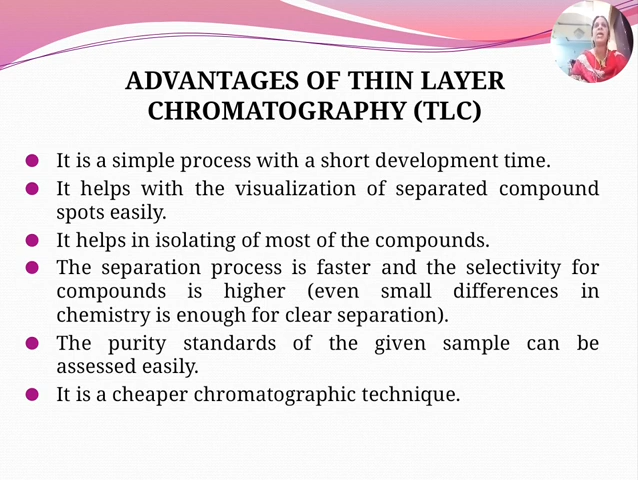 ADVANTAGES OF THIN LAYER
CHROMATOGRAPHY (TLC)
It is a simple process with a short development time.
It helps with the visualization of separated compound
spots easily.
It helps in isolating of most of the compounds.
The separation process is faster and the selectivity for
compounds is higher (even small differences in
chemistry is enough for clear separation).
The purity standards of the given sample can be
assessed easily.
It is a cheaper chromatographic technique.